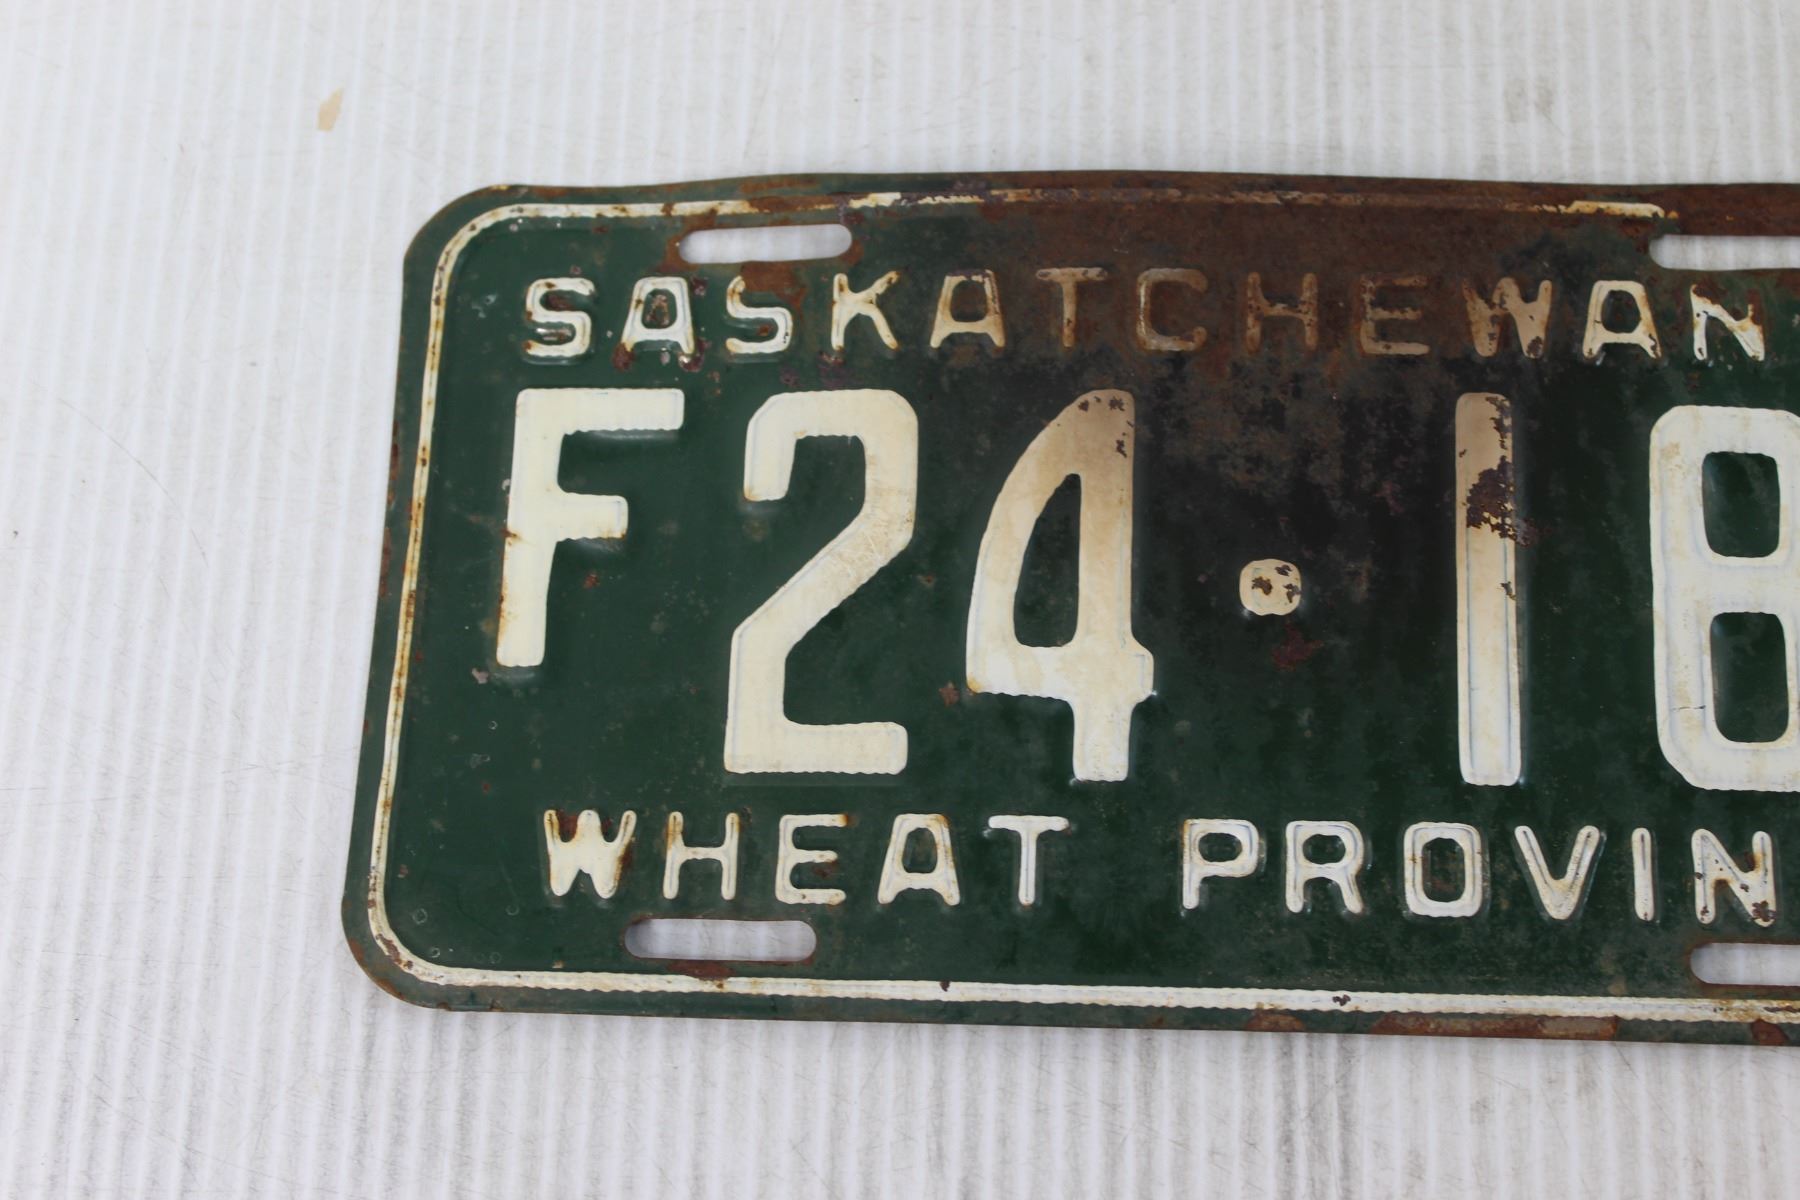 SASKATCHEWAN
F24·18
WHEAT PROVIN